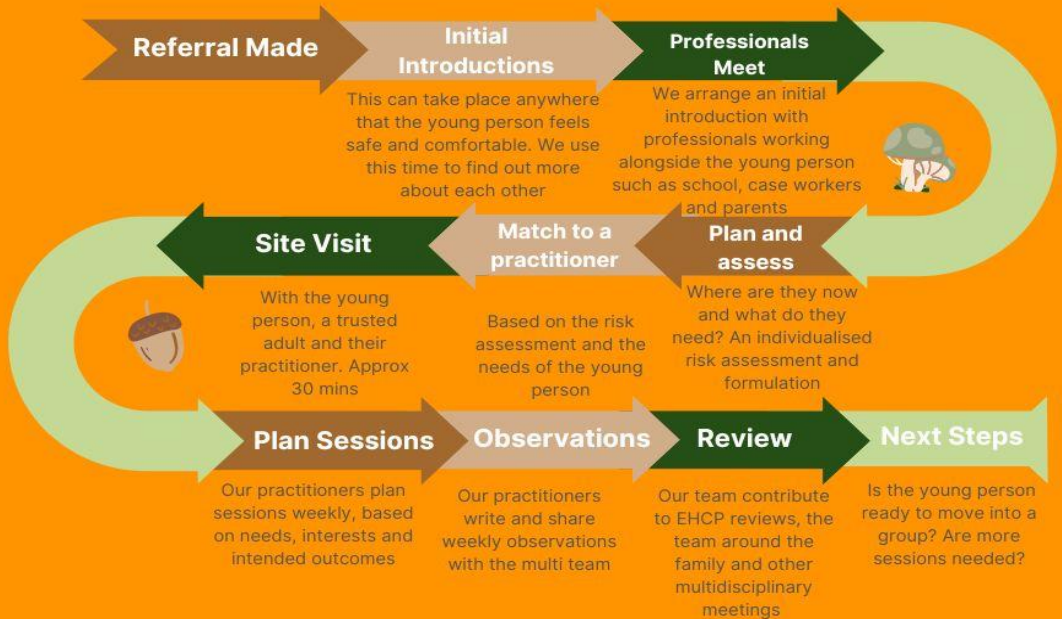 Referral Made
Initial
Introductions
This can take place anywhere
that the young person feels
safe and comfortable. We use
this time to find out more
about each other
Professionals
Meet
We arrange an initial
introduction with
professionals working
alongside the young person
such as school, case workers
and parents
Plan and
assess
Where are they now
and what do they
need? An individualised
risk assessment and
formulation
Match to a
practitioner
Based on the risk
assessment and the
needs of the young
person
Site Visit
With the young
person, a trusted
adult and their
practitioner. Approx
30 mins
Plan Sessions
Our practitioners plan
sessions weekly, based
on needs, interests and
intended outcomes
Observations
Our practitioners
write and share
weekly observations
with the multi team
Review
Our team contribute
to EHCP reviews, the
team around the
family and other
multidisciplinary
meetings
Next Steps
Is the young person
ready to move into a
group? Are more
sessions needed?